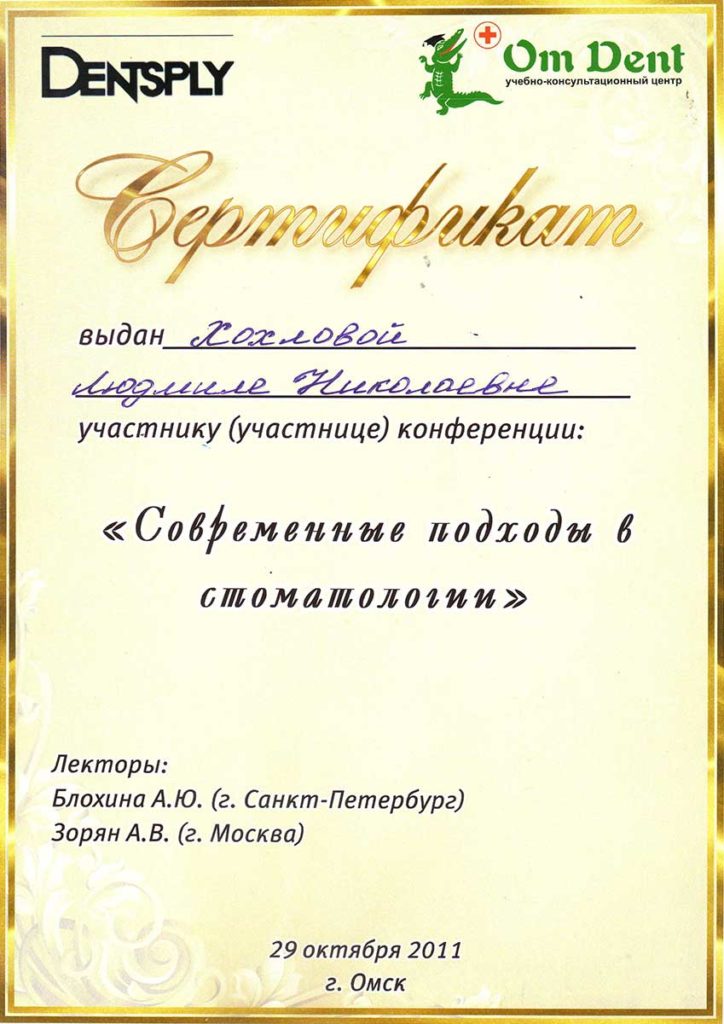 DENTSPLY
Om Dent
учебно-консультационный центр
Сертификат
выдан Хохловой
Людмиле Николаевне
участнику (участнице) конференции:
«Современные подходы в
стоматологии»
Лекторы:
Блохина А.Ю. (г. Санкт-Петербург)
Зорян А.В. (г. Москва)
29 октября 2011
г. Омск